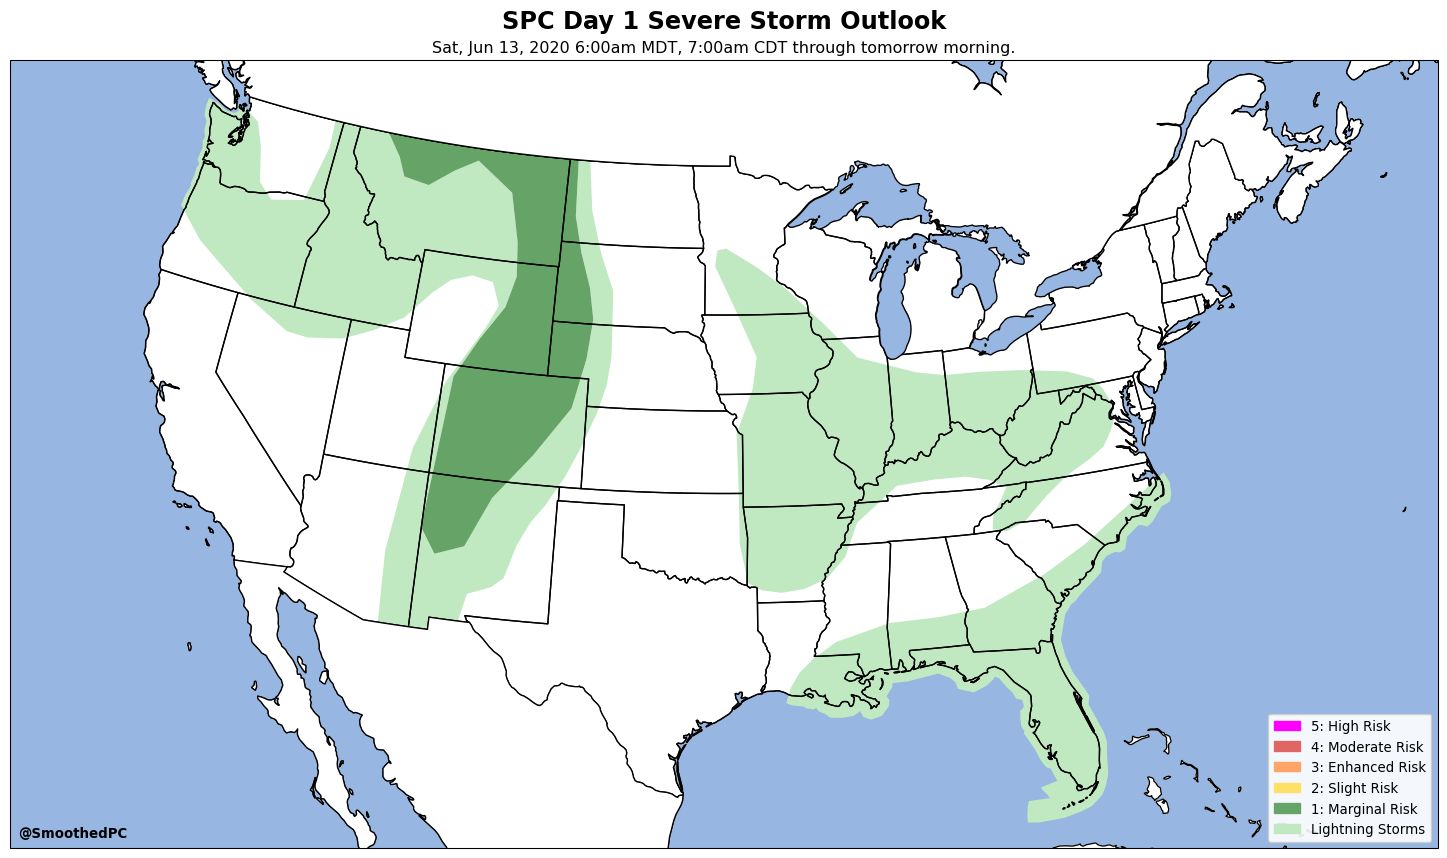 SPC Day 1 Severe Storm Outlook
Sat, Jun 13, 2020 6:00am MDT, 7:00am CDT through tomorrow morning.
5: High Risk
4: Moderate Risk
3: Enhanced Risk
2: Slight Risk
1: Marginal Risk
Lightning Storms
@SmoothedPC